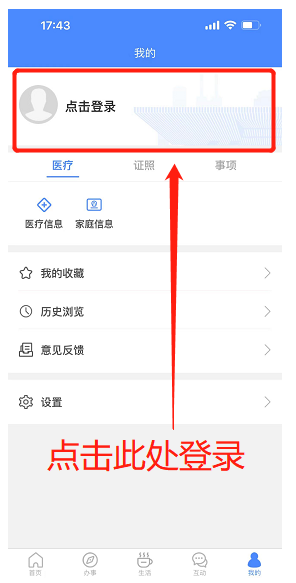 17:43
我的
点击登录
医疗 证照 事项
医疗信息 家庭信息
我的收藏
历史浏览
意见反馈
设置
点击此处登录
首页 办事 生活 互动 我的